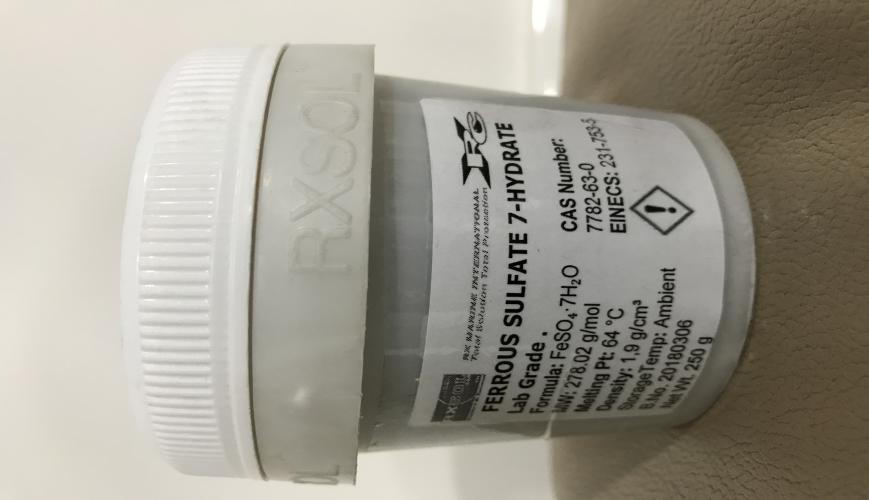 RXSOL
RXSOL
RX MARINE INTERNATIONAL
Total Solution Total Protection
FERROUS SULFATE 7-HYDRATE
Lab Grade .
Formula: FeSO₄·7H₂O
MW: 278,02 g/mol
Melting Pt: 64 °C
Density: 1,9 g/cm³
StorageTemp: Ambient
B.No. 20180306
Net Wt. 250 g
CAS Number:
7782-63-0
EINECS: 231-753-5